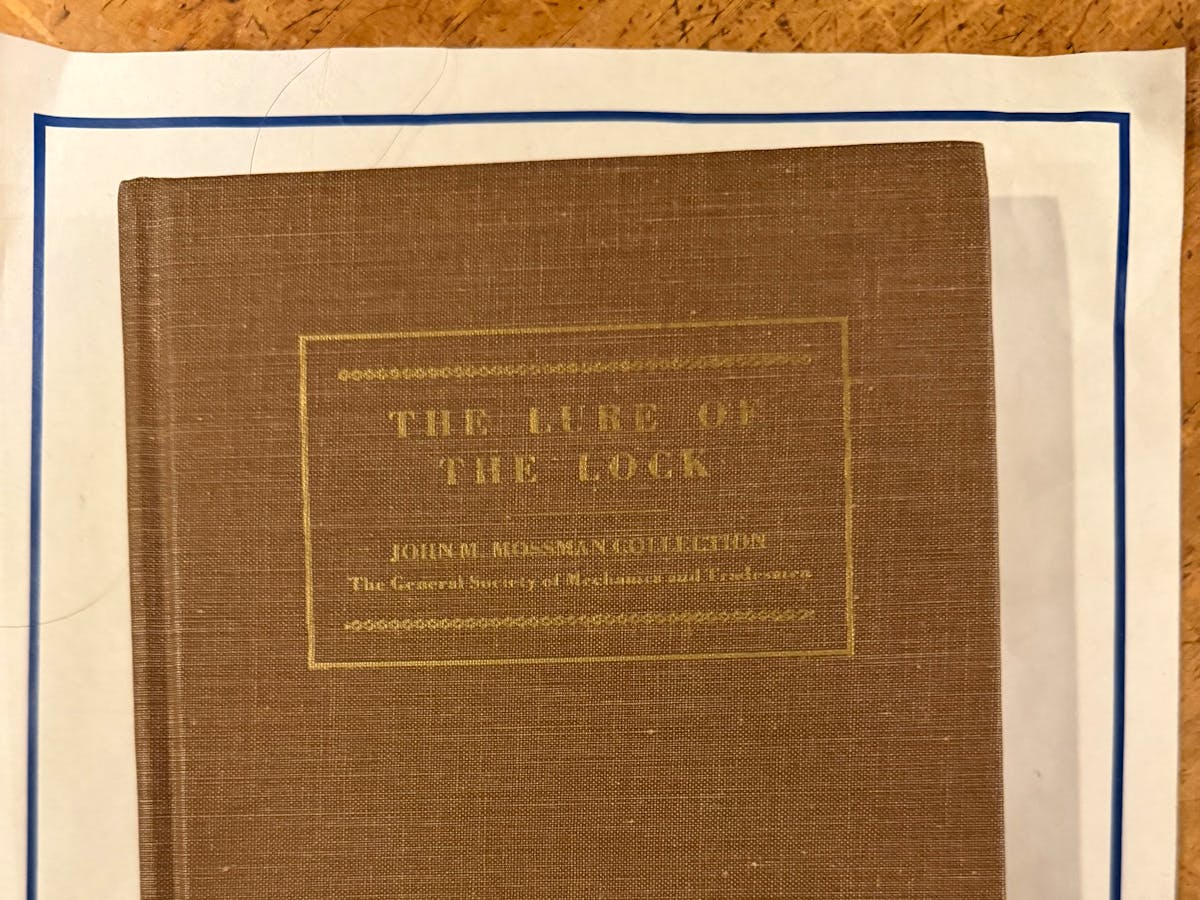 THE LURE OF
THE LOCK
JOHN M. MOSSMAN COLLECTION
The General Society of Mechanics and Tradesmen